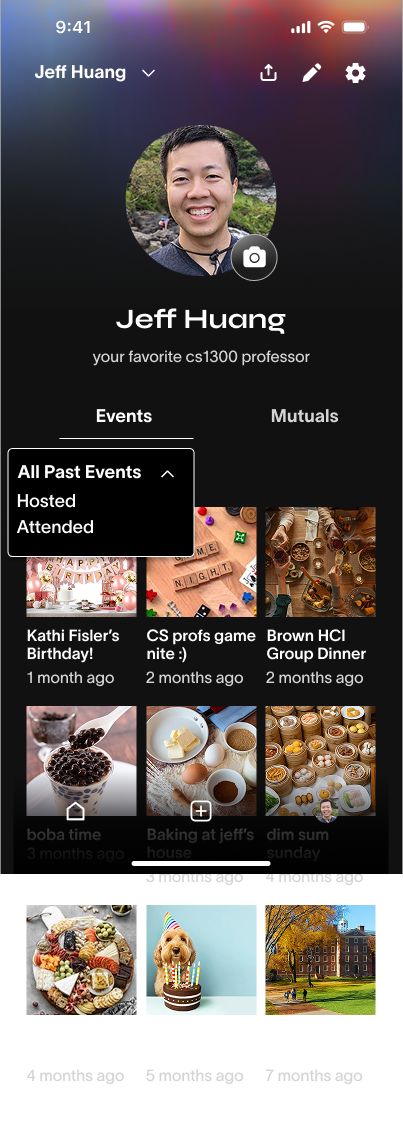 9:41
Jeff Huang
Jeff Huang
your favorite cs1300 professor
Events
Mutuals
All Past Events
Hosted
Attended
HAPPY
BIRTHDAY
GAME
NIGHT
Kathi Fisler's
Birthday!
1 month ago
CS profs game
nite :)
2 months ago
Brown HCI
Group Dinner
2 months ago
boba time
3 months ago
Baking at jeff's
house
3 months ago
dim sum
sunday
4 months ago
4 months ago
5 months ago
7 months ago